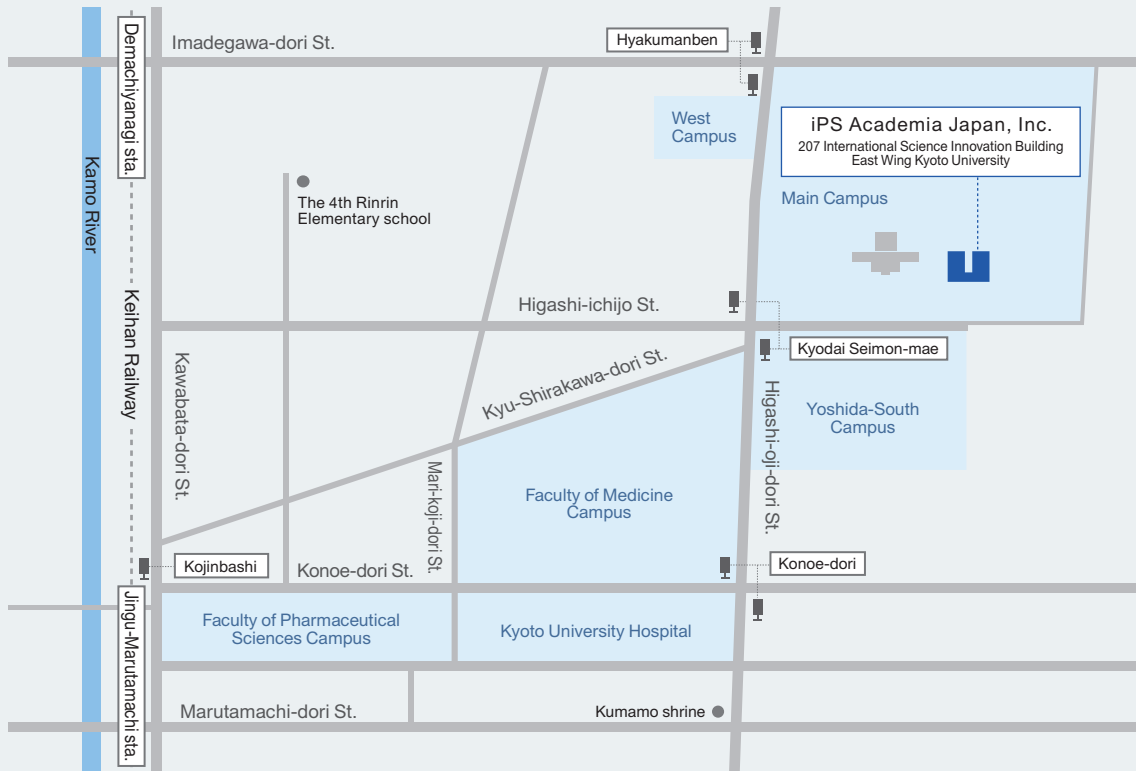 Demachiyanagi sta.
Imadegawa-dori St.
Hyakumanben
West
Campus
iPS Academia Japan, Inc.
207 International Science Innovation Building
East Wing Kyoto University
Main Campus
Kamo River
The 4th Rinrin
Elementary school
Keihan Railway
Higashi-ichijo St.
Kyodai Seimon-mae
Kawabata-dori St.
Kyu-Shirakawa-dori St.
Higashi-oji-dori St.
Yoshida-South
Campus
Mari-koji-dori St.
Faculty of Medicine
Campus
Kojinbashi
Konoe-dori St.
Konoe-dori
Jingu-Marutamachi sta.
Faculty of Pharmaceutical
Sciences Campus
Kyoto University Hospital
Marutamachi-dori St.
Kumamo shrine